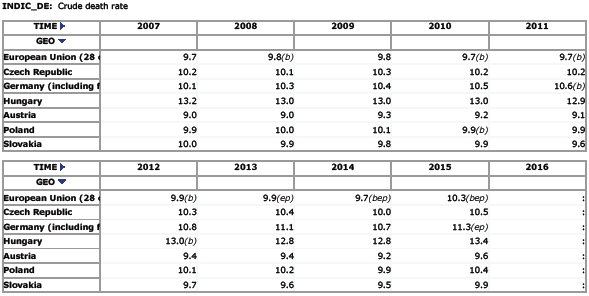 INDIC_DE: Crude death rate
TIME 2007 2008 2009 2010 2011
GEO
European Union (28 9.7 9.8(b) 9.8 9.7(b) 9.7(b)
Czech Republic 10.2 10.1 10.3 10.2 10.2
Germany (including f 10.1 10.3 10.4 10.5 10.6(b)
Hungary 13.2 13.0 13.0 13.0 12.9
Austria 9.0 9.0 9.3 9.2 9.1
Poland 9.9 10.0 10.1 9.9(b) 9.9
Slovakia 10.0 9.9 9.8 9.9 9.6
TIME 2012 2013 2014 2015 2016
GEO
European Union (28 9.9(b) 9.9(ep) 9.7(bep) 10.3(bep) :
Czech Republic 10.3 10.4 10.0 10.5 :
Germany (including f 10.8 11.1 10.7 11.3(ep) :
Hungary 13.0(b) 12.8 12.8 13.4 :
Austria 9.4 9.4 9.2 9.6 :
Poland 10.1 10.2 9.9 10.4 :
Slovakia 9.7 9.6 9.5 9.9 :